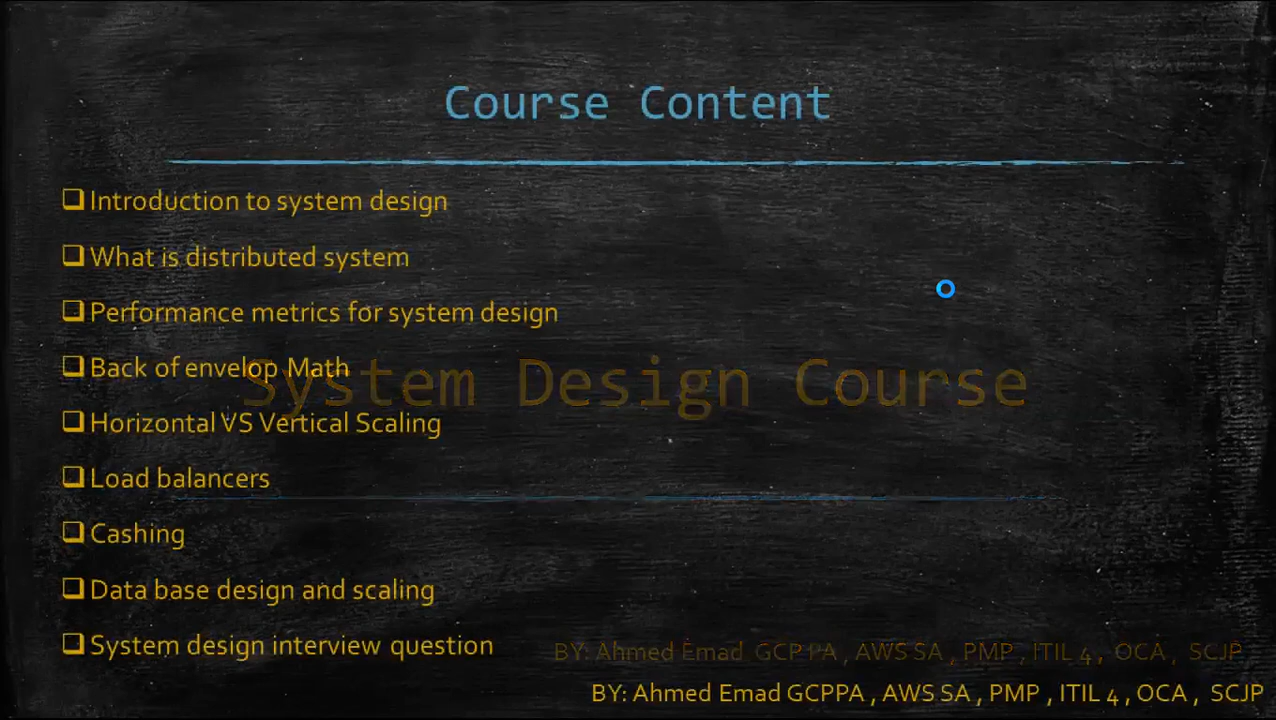 Course Content
Introduction to system design
What is distributed system
Performance metrics for system design
Back of envelop Math
System Design Course
Horizontal VS Vertical Scaling
Load balancers
Cashing
Data base design and scaling
System design interview question
BY: Ahmed Emad GCPPA , AWS SA , PMP , ITIL 4 , OCA , SCJP
BY: Ahmed Emad GCPPA , AWS SA , PMP , ITIL 4 , OCA , SCJP